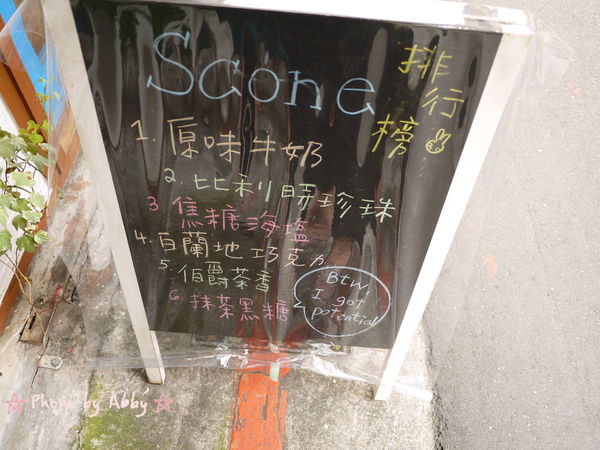 Scone
排行榜
1. 原味牛奶
2. 比利時珍珠
3 焦糖海塩
4. 白蘭地巧克力
5. 伯爵茶香
6. 抹茶黑糖
Btw
I got
potential
☆ Photo by Abby ☆